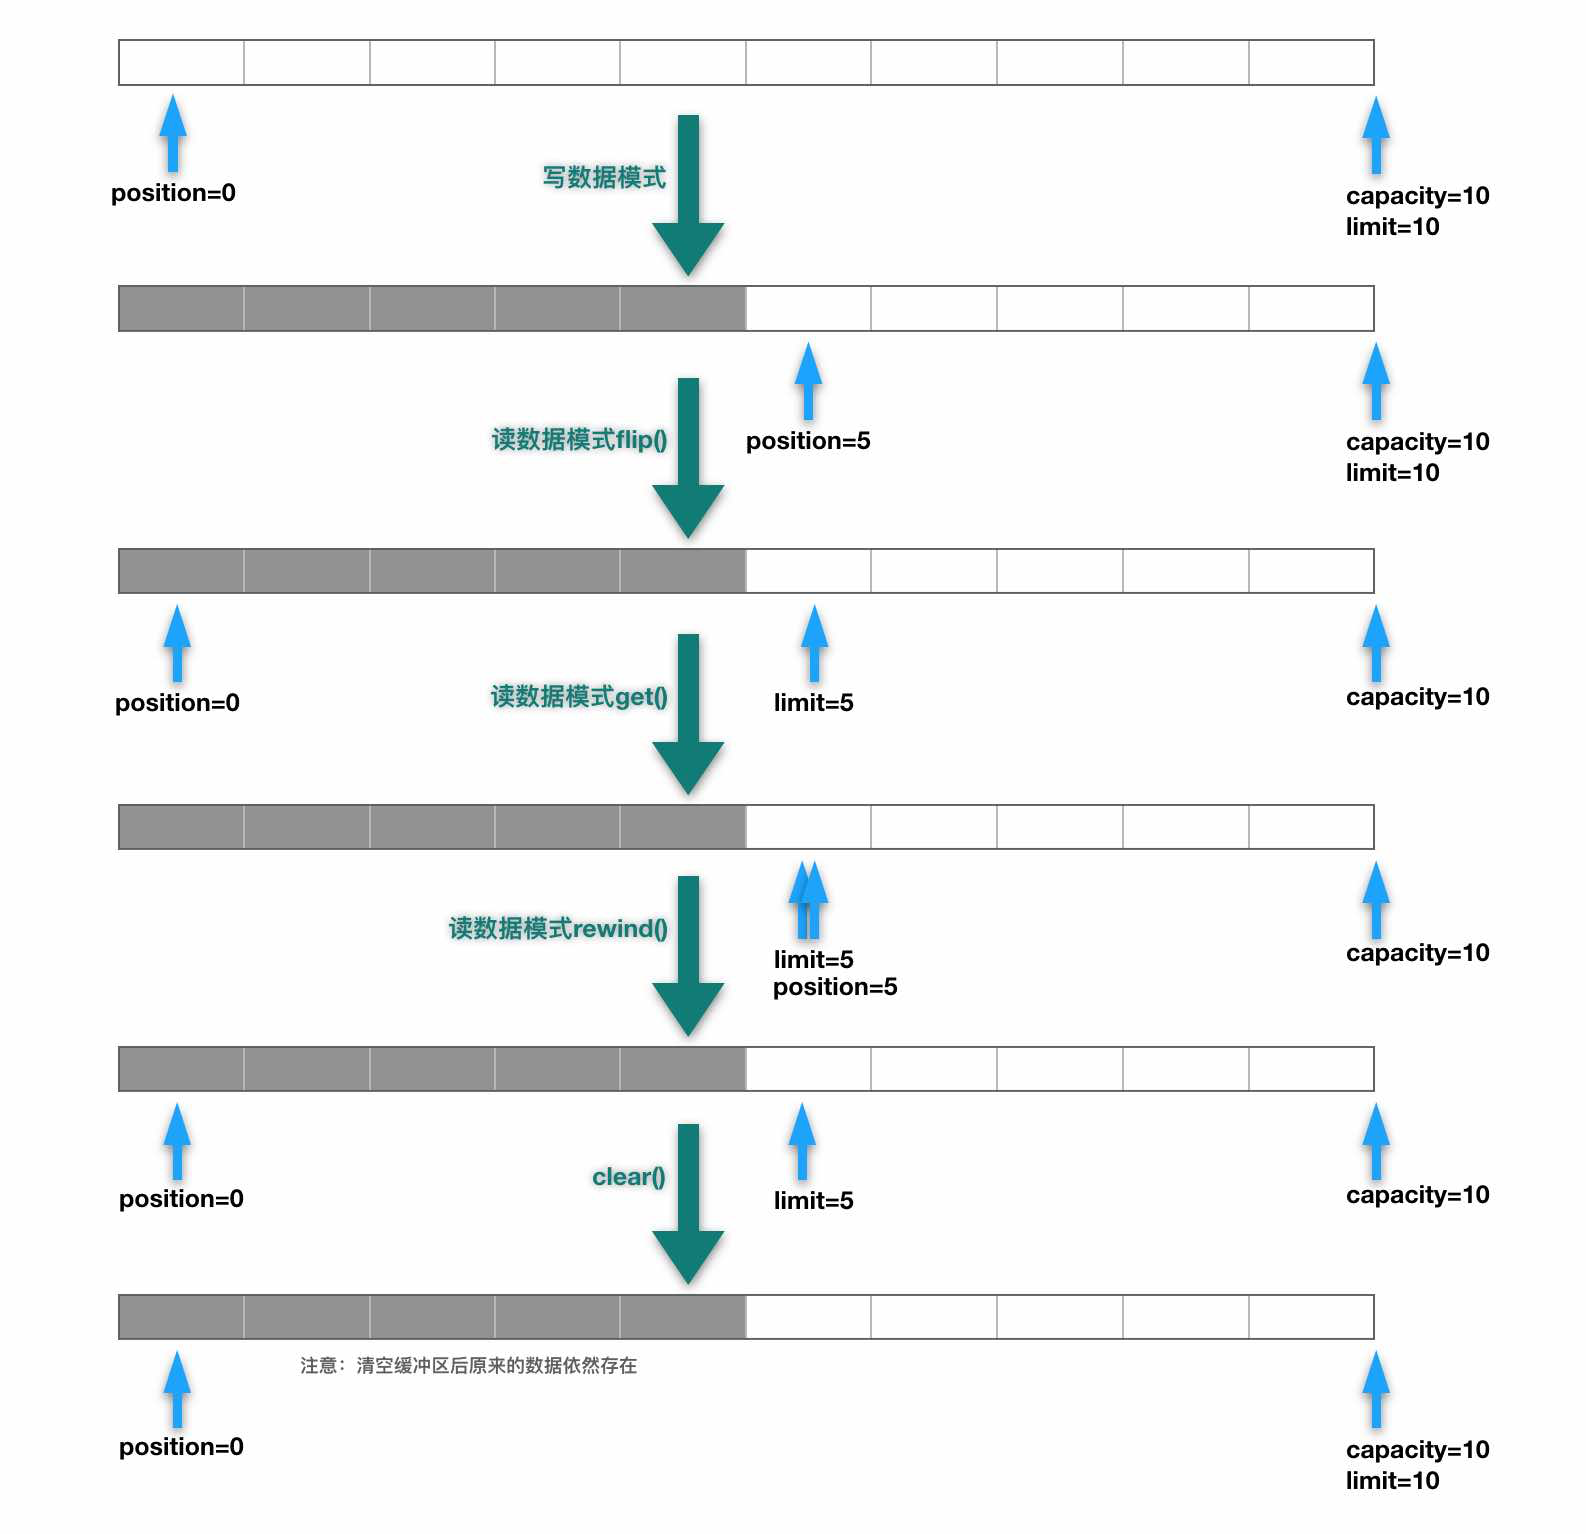 position=0
写数据模式
capacity=10
limit=10
读数据模式flip()
position=5
capacity=10
limit=10
position=0
读数据模式get()
limit=5
capacity=10
读数据模式rewind()
limit=5
position=5
capacity=10
position=0
clear()
limit=5
capacity=10
注意：清空缓冲区后原来的数据依然存在
position=0
capacity=10
limit=10